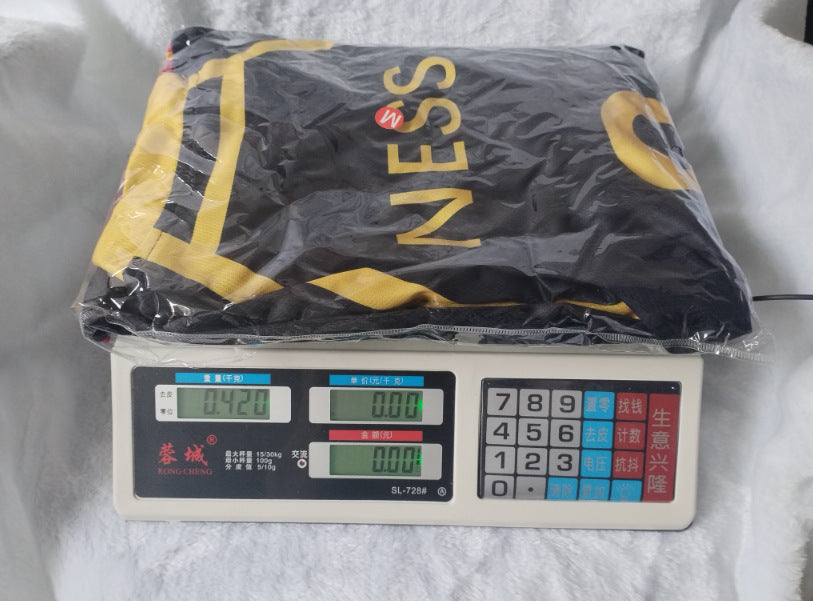 NESS
M
重量(千克)
去皮
零位
0.420
单价(元/千克)
0.00
金额(元)
0.00
蓉城®
RONG CHENG
最大秤量 15/30kg
最小秤量 100g
分度值 5/10g
交流
SL-728# Ⓐ
7 8 9 置零 找钱
4 5 6 去皮 计数
1 2 3 电压 抗抖
0 · 清除 累加
生意兴隆